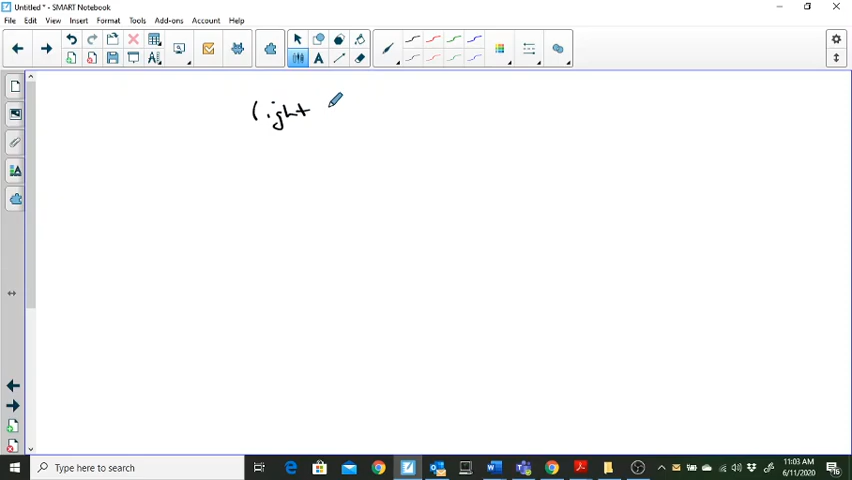 Untitled * - SMART Notebook
File Edit View Insert Format Tools Add-ons Account Help
light
Type here to search
11:03 AM
6/11/2020